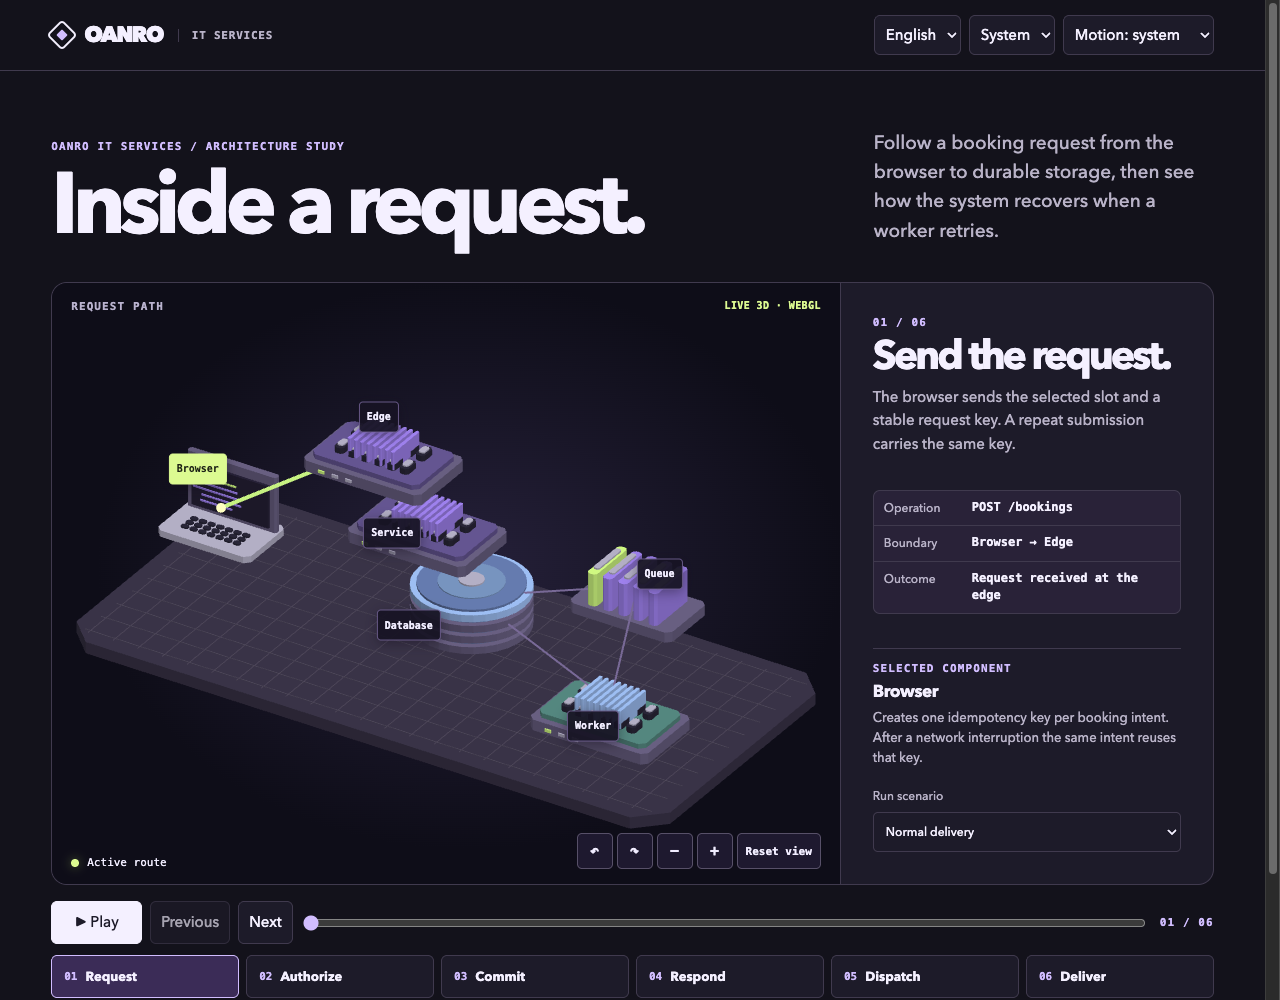 OANRO
IT SERVICES
English
System
Motion: system
OANRO IT SERVICES / ARCHITECTURE STUDY
Inside a request.
Follow a booking request from the
browser to durable storage, then see
how the system recovers when a
worker retries.
REQUEST PATH
LIVE 3D · WEBGL
Edge
Browser
Service
Queue
Database
Worker
Active route
↶
↷
−
+
Reset view
01 / 06
Send the request.
The browser sends the selected slot and a
stable request key. A repeat submission
carries the same key.
Operation POST /bookings
Boundary Browser → Edge
Outcome Request received at the
edge
SELECTED COMPONENT
Browser
Creates one idempotency key per booking intent.
After a network interruption the same intent reuses
that key.
Run scenario
Normal delivery
▶ Play
Previous
Next
01 / 06
01 Request
02 Authorize
03 Commit
04 Respond
05 Dispatch
06 Deliver